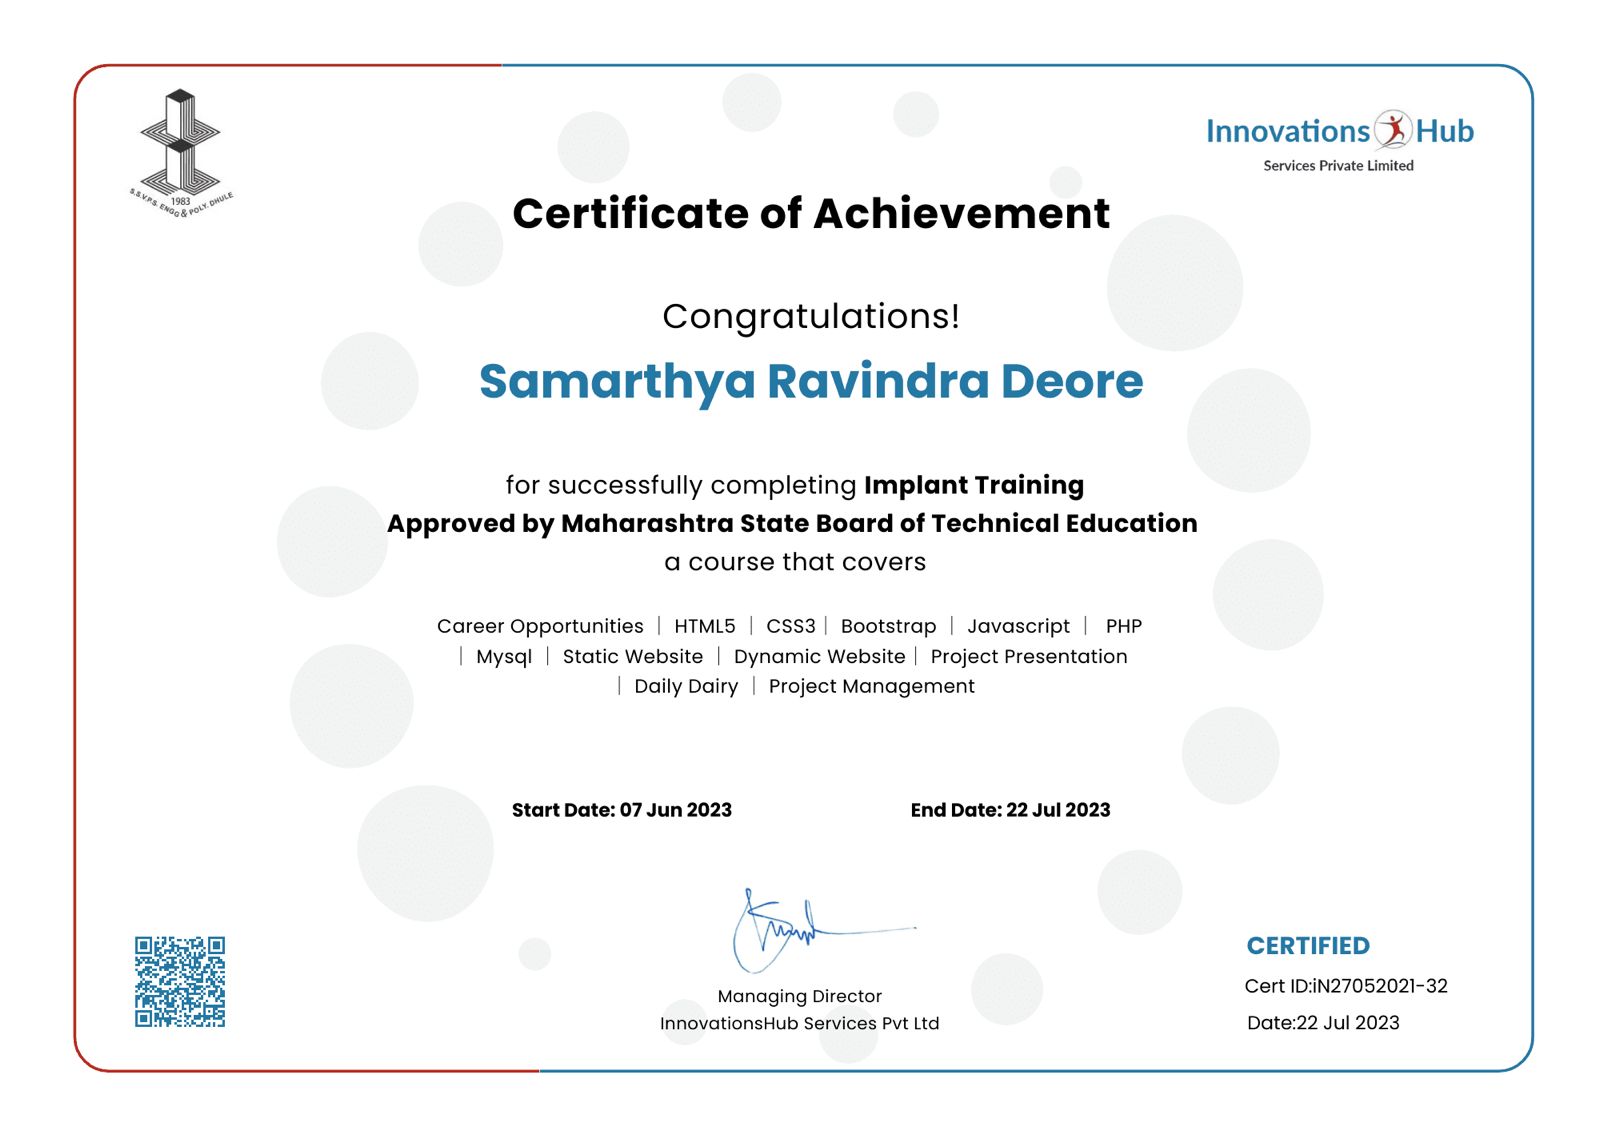 1983
S.S.V.P.S. ENGG & POLY. DHULE
Innovations Hub
Services Private Limited
Certificate of Achievement
Congratulations!
Samarthya Ravindra Deore
for successfully completing Implant Training
Approved by Maharashtra State Board of Technical Education
a course that covers
Career Opportunities | HTML5 | CSS3 | Bootstrap | Javascript | PHP
| Mysql | Static Website | Dynamic Website | Project Presentation
| Daily Dairy | Project Management
Start Date: 07 Jun 2023 End Date: 22 Jul 2023
Managing Director
InnovationsHub Services Pvt Ltd
CERTIFIED
Cert ID:iN27052021-32
Date:22 Jul 2023